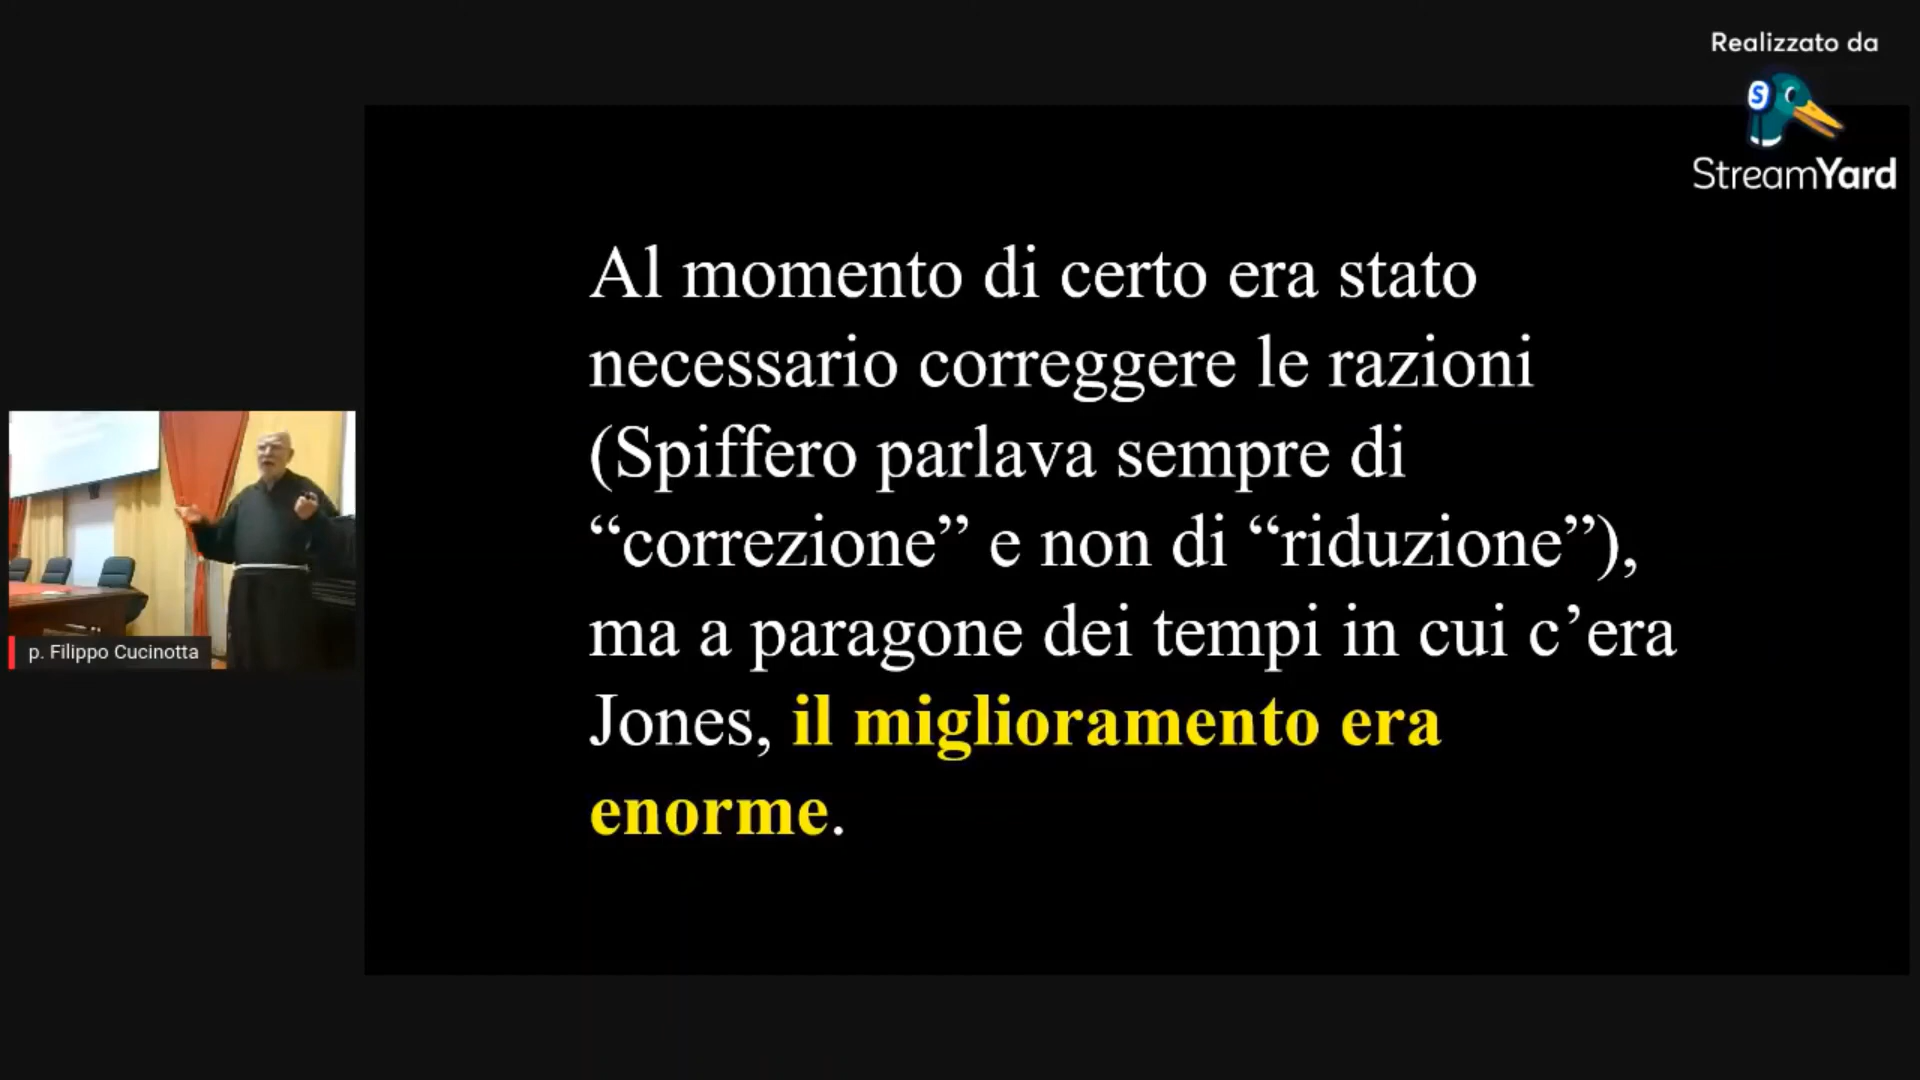 Realizzato da
StreamYard
Al momento di certo era stato
necessario correggere le razioni
(Spiffero parlava sempre di
“correzione” e non di “riduzione”),
ma a paragone dei tempi in cui c’era
Jones, il miglioramento era
enorme.
p. Filippo Cucinotta